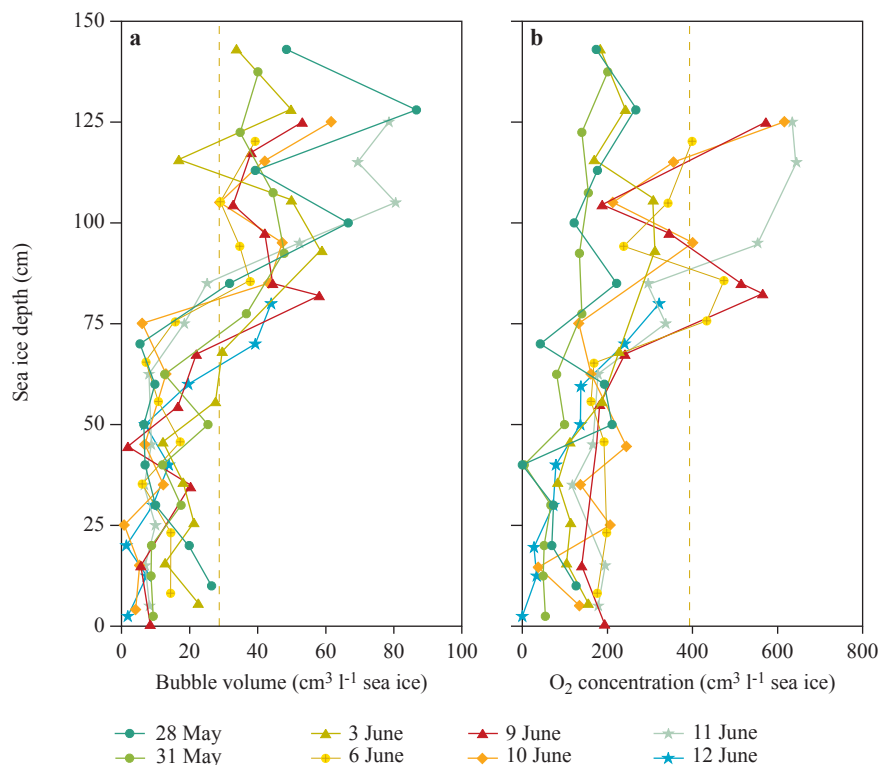 a
b
150
125
100
75
50
25
0
Sea ice depth (cm)
0 20 40 60 80 100
0 200 400 600 800
Bubble volume (cm³ l⁻¹ sea ice)
O₂ concentration (cm³ l⁻¹ sea ice)
28 May 3 June 9 June 11 June
31 May 6 June 10 June 12 June